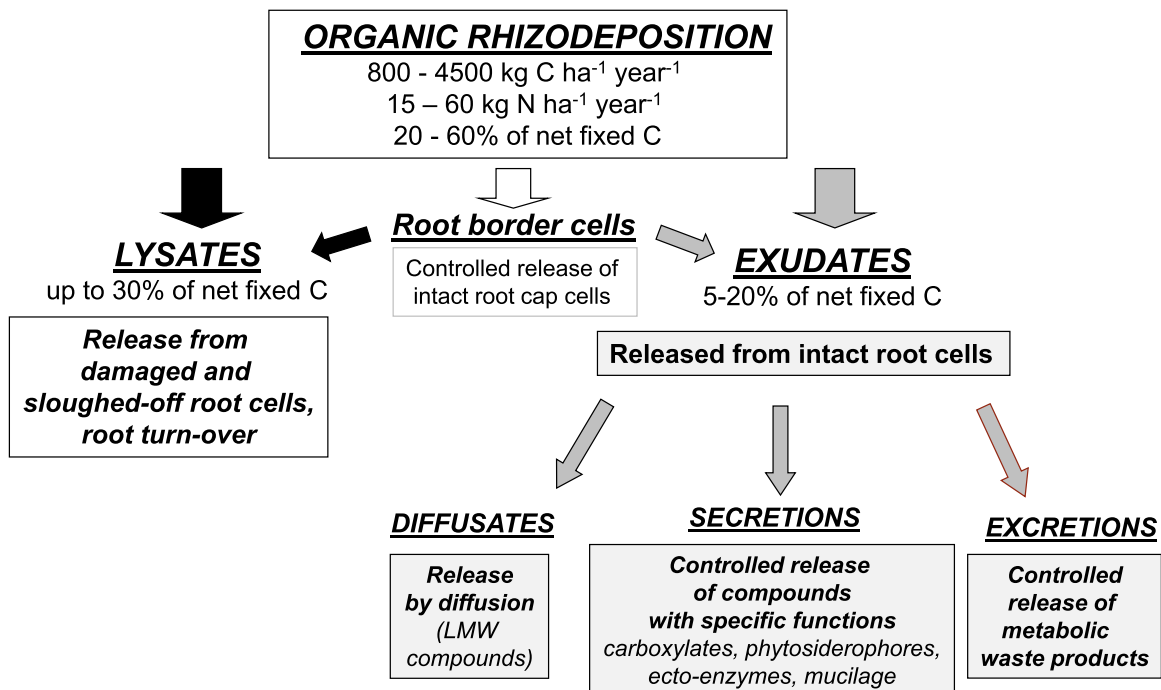 ORGANIC RHIZODEPOSITION
800 - 4500 kg C ha⁻¹ year⁻¹
15 – 60 kg N ha⁻¹ year⁻¹
20 - 60% of net fixed C
LYSATES
up to 30% of net fixed C
Release from
damaged and
sloughed-off root cells,
root turn-over
Root border cells
Controlled release of
intact root cap cells
EXUDATES
5-20% of net fixed C
Released from intact root cells
DIFFUSATES
Release
by diffusion
(LMW
compounds)
SECRETIONS
Controlled release
of compounds
with specific functions
carboxylates, phytosiderophores,
ecto-enzymes, mucilage
EXCRETIONS
Controlled
release of
metabolic
waste products